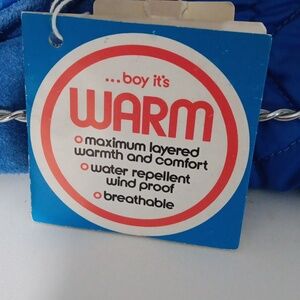 ...boy it's
WARM
maximum layered
warmth and comfort
water repellent
wind proof
breathable